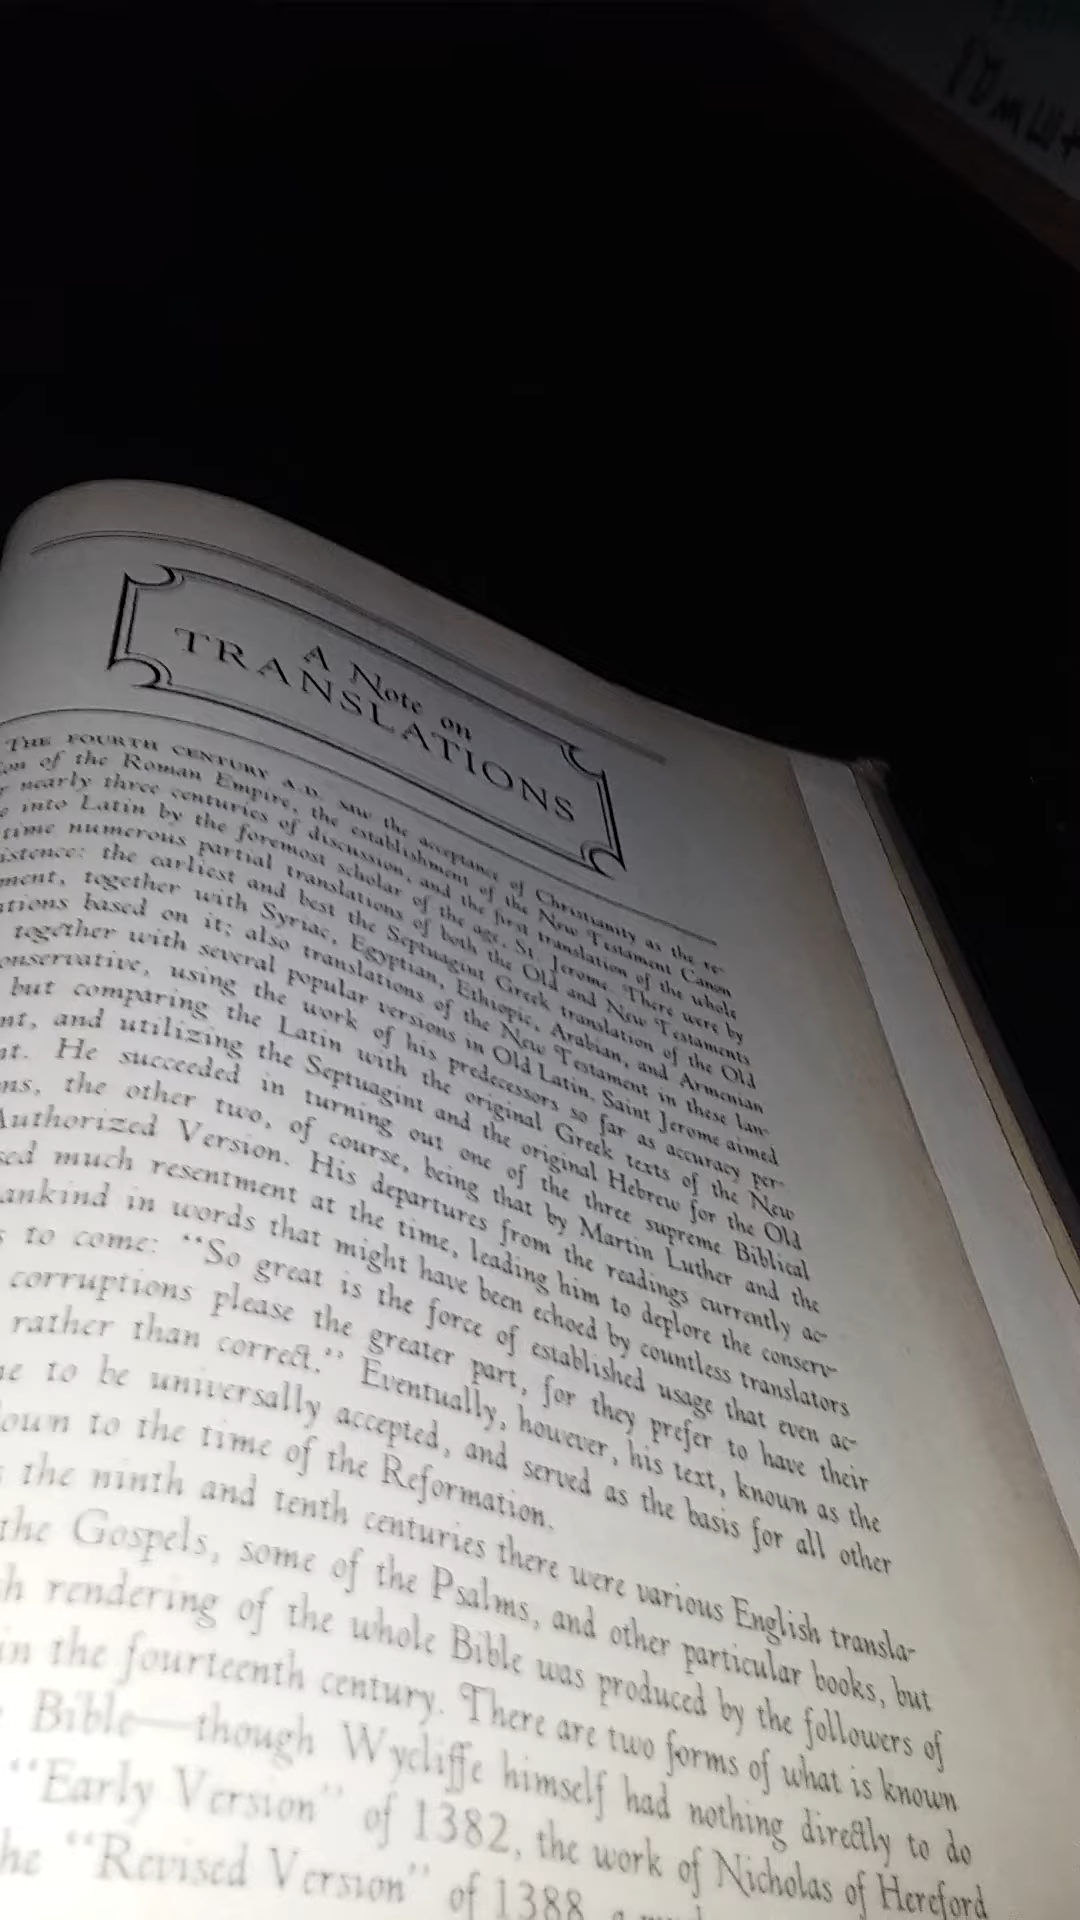 A Note on
TRANSLATIONS
THE FOURTH CENTURY A.D. saw the acceptance of Christianity as the re-
of the Roman Empire, the establishment of the New Testament Canon
nearly three centuries of discussion, and the first translation of the whole
into Latin by the foremost scholar of the age, St. Jerome. There were by
time numerous partial translations of both the Old and New Testaments
the earliest and best the Septuagint Greek translation of the Old
together with Syriac, Egyptian, Ethiopic, Arabian, and Armenian
based on it; also translations of the New Testament in these lan-
together with several popular versions in Old Latin. Saint Jerome aimed
using the work of his predecessors so far as accuracy per-
but comparing the Latin with the original Greek texts of the New
and utilizing the Septuagint and the original Hebrew for the Old
He succeeded in turning out one of the three supreme Biblical
the other two, of course, being that by Martin Luther and the
Authorized Version. His departures from the readings currently ac-
much resentment at the time, leading him to deplore the conserv-
ankind in words that might have been echoed by countless translators
to come: “So great is the force of established usage that even ac-
corruptions please the greater part, for they prefer to have their
rather than correct.” Eventually, however, his text, known as the
to be universally accepted, and served as the basis for all other
own to the time of the Reformation.
the ninth and tenth centuries there were various English transla-
the Gospels, some of the Psalms, and other particular books, but
rendering of the whole Bible was produced by the followers of
in the fourteenth century. There are two forms of what is known
Bible—though Wycliffe himself had nothing directly to do
“Early Version” of 1382, the work of Nicholas of Hereford
“Revised Version” of 1388